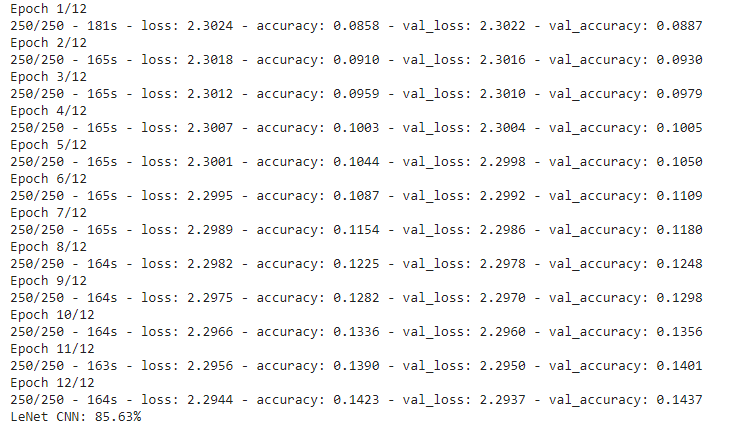 Epoch 1/12
250/250 - 181s - loss: 2.3024 - accuracy: 0.0858 - val_loss: 2.3022 - val_accuracy: 0.0887
Epoch 2/12
250/250 - 165s - loss: 2.3018 - accuracy: 0.0910 - val_loss: 2.3016 - val_accuracy: 0.0930
Epoch 3/12
250/250 - 165s - loss: 2.3012 - accuracy: 0.0959 - val_loss: 2.3010 - val_accuracy: 0.0979
Epoch 4/12
250/250 - 165s - loss: 2.3007 - accuracy: 0.1003 - val_loss: 2.3004 - val_accuracy: 0.1005
Epoch 5/12
250/250 - 165s - loss: 2.3001 - accuracy: 0.1044 - val_loss: 2.2998 - val_accuracy: 0.1050
Epoch 6/12
250/250 - 165s - loss: 2.2995 - accuracy: 0.1087 - val_loss: 2.2992 - val_accuracy: 0.1109
Epoch 7/12
250/250 - 165s - loss: 2.2989 - accuracy: 0.1154 - val_loss: 2.2986 - val_accuracy: 0.1180
Epoch 8/12
250/250 - 164s - loss: 2.2982 - accuracy: 0.1225 - val_loss: 2.2978 - val_accuracy: 0.1248
Epoch 9/12
250/250 - 164s - loss: 2.2975 - accuracy: 0.1282 - val_loss: 2.2970 - val_accuracy: 0.1298
Epoch 10/12
250/250 - 164s - loss: 2.2966 - accuracy: 0.1336 - val_loss: 2.2960 - val_accuracy: 0.1356
Epoch 11/12
250/250 - 163s - loss: 2.2956 - accuracy: 0.1390 - val_loss: 2.2950 - val_accuracy: 0.1401
Epoch 12/12
250/250 - 164s - loss: 2.2944 - accuracy: 0.1423 - val_loss: 2.2937 - val_accuracy: 0.1437
LeNet CNN: 85.63%